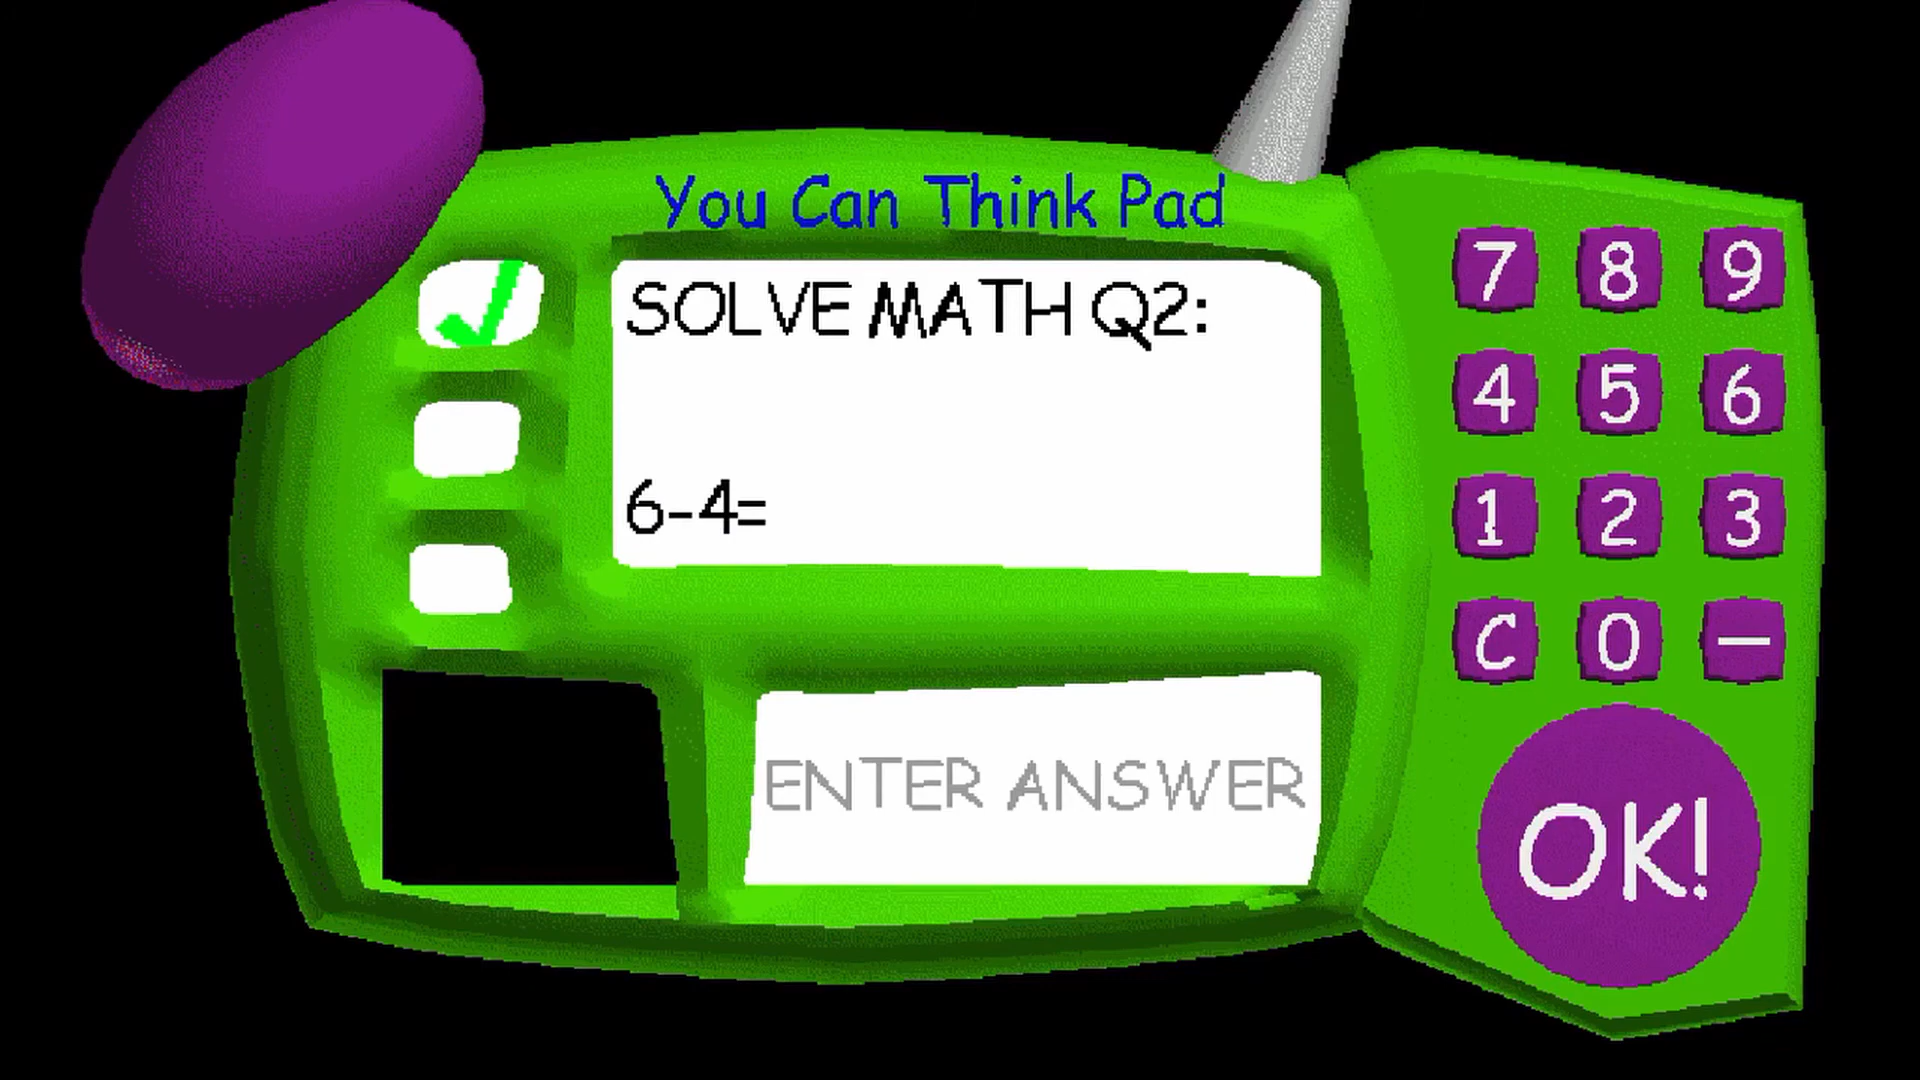 You Can Think Pad
SOLVE MATH Q2:
6-4=
ENTER ANSWER
7 8 9
4 5 6
1 2 3
C 0 —
OK!